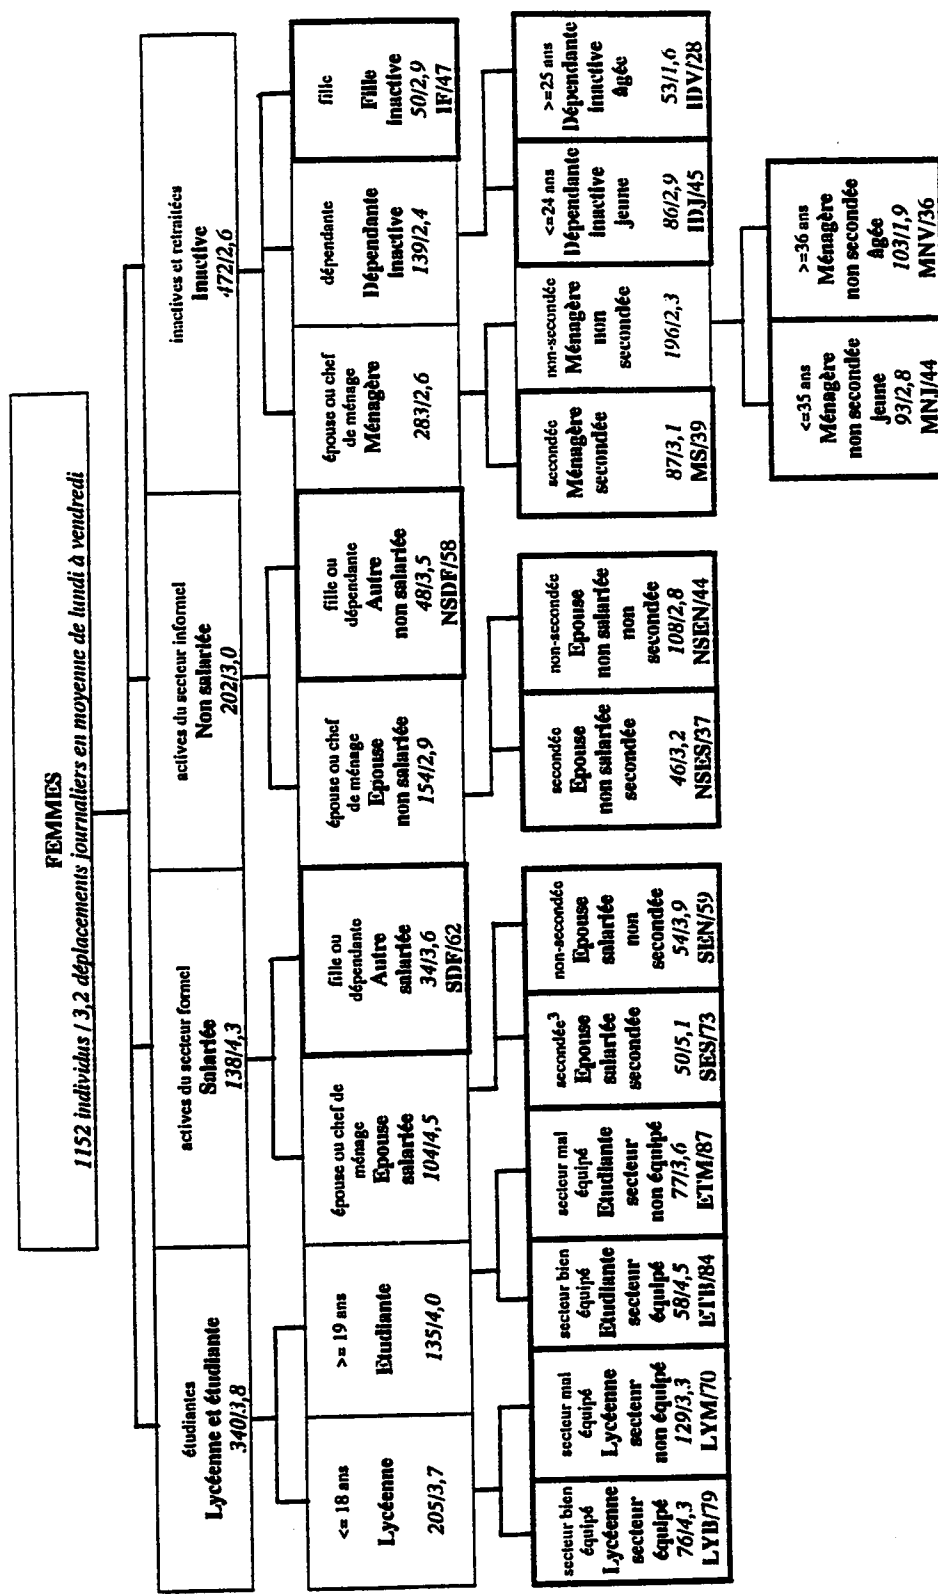 FEMMES
1152 individus / 3,2 déplacements journaliers en moyenne de lundi à vendredi
étudiantes
Lycéenne et étudiante
340/3,8
actives du secteur formel
Salariée
138/4,3
actives du secteur informel
Non salariée
202/3,0
inactives et retraitées
Inactive
472/2,6
<= 18 ans
Lycéenne
205/3,7
>= 19 ans
Etudiante
135/4,0
épouse ou chef de
ménage
Epouse
salariée
104/4,5
fille ou
dépendante
Autre
salariée
34/3,6
SDF/62
épouse ou chef
de ménage
Epouse
non salariée
154/2,9
fille ou
dépendante
Autre
non salariée
48/3,5
NSDF/58
épouse ou chef
de ménage
Ménagère
283/2,6
dépendante
Dépendante
inactive
139/2,4
fille
Fille
inactive
50/2,9
IF/47
secteur bien
équipé
Lycéenne
secteur
équipé
76/4,3
LYB/79
secteur mal
équipé
Lycéenne
secteur
non équipé
129/3,3
LYM/70
secteur bien
équipé
Etudiante
secteur
équipé
58/4,5
ETB/84
secteur mal
équipé
Etudiante
secteur
non équipé
77/3,6
ETM/87
secondée³
Epouse
salariée
secondée
50/5,1
SES/73
non-secondée
Epouse
salariée
non
secondée
54/3,9
SEN/59
secondée
Epouse
non salariée
secondée
46/3,2
NSES/37
non-secondée
Epouse
non salariée
non
secondée
108/2,8
NSEN/44
secondée
Ménagère
secondée
87/3,1
MS/39
non-secondée
Ménagère
non
secondée
196/2,3
<=24 ans
Dépendante
inactive
jeune
86/2,9
IDJ/45
>=25 ans
Dépendante
inactive
âgée
53/1,6
IDV/28
<=35 ans
Ménagère
non secondée
jeune
93/2,8
MNJ/44
>=36 ans
Ménagère
non secondée
âgée
103/1,9
MNV/36